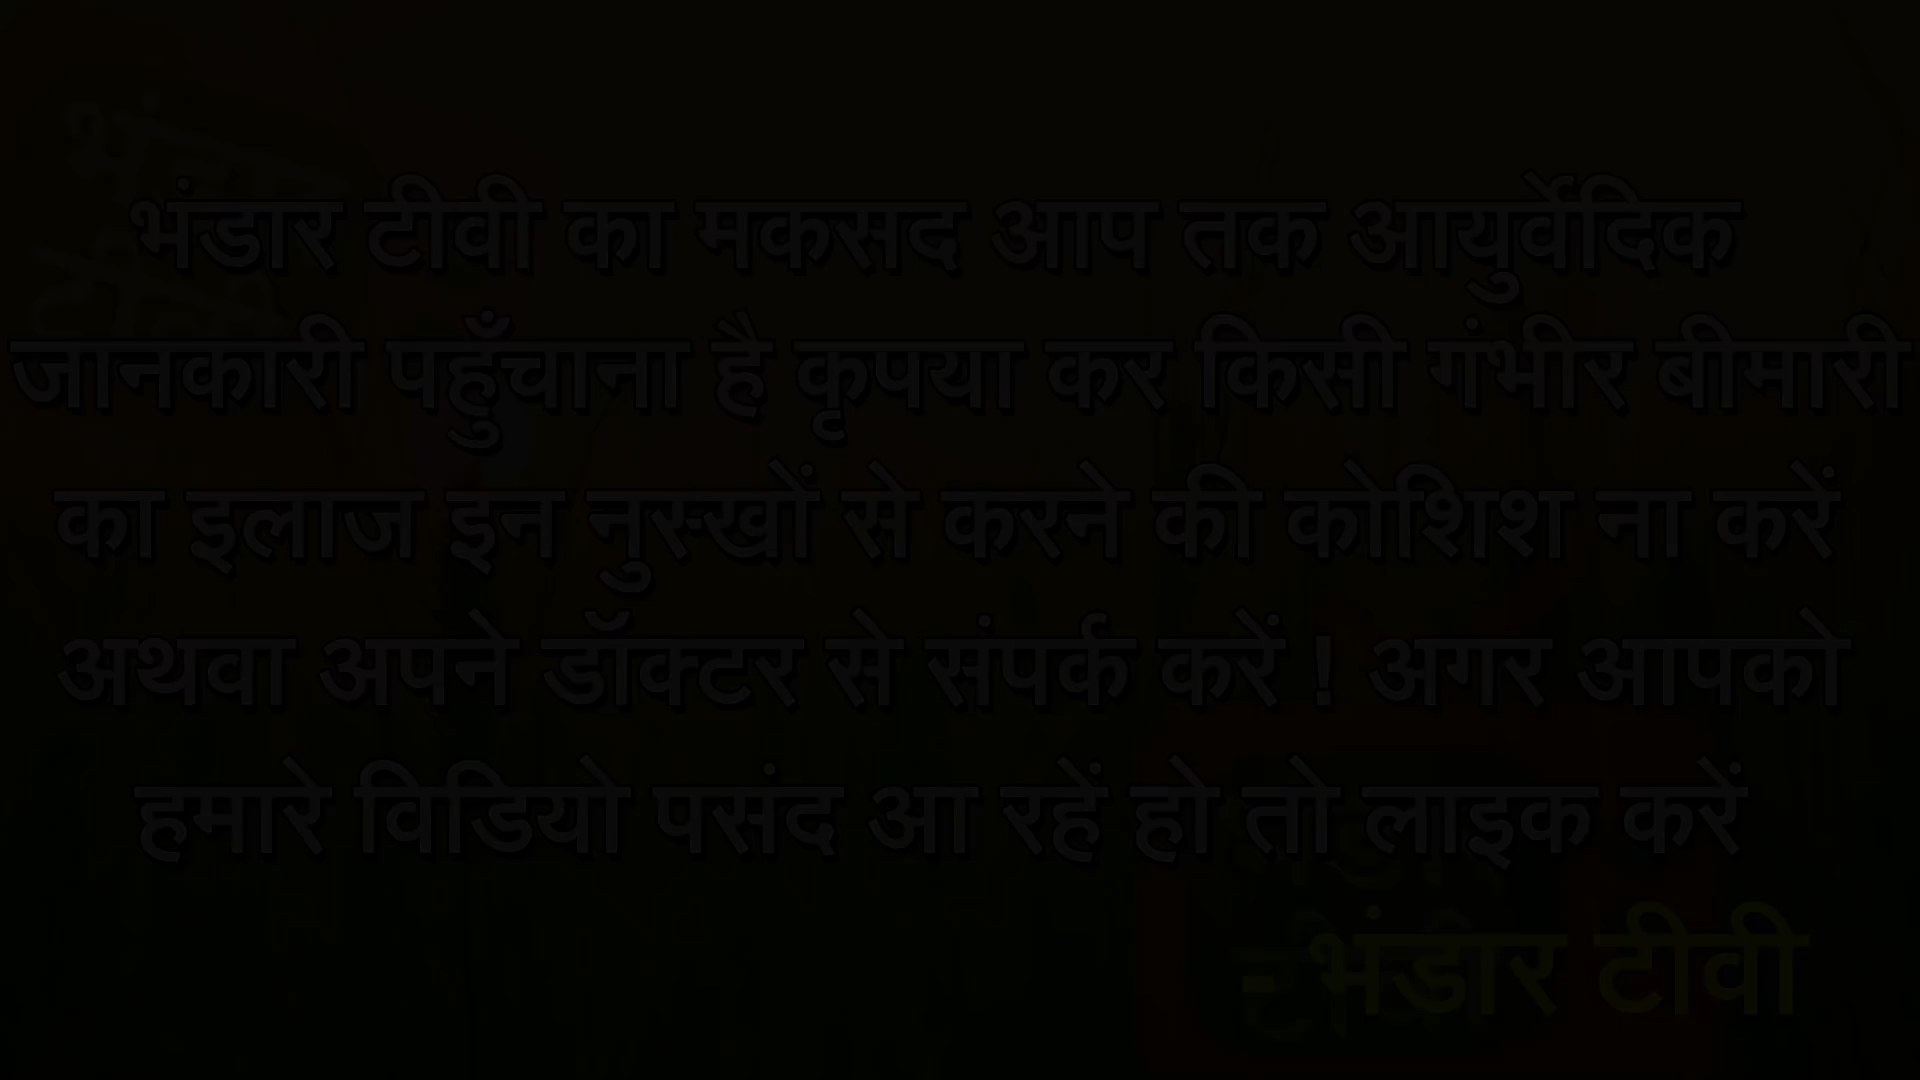 भंडार टीवी
भंडार टीवी का मकसद आप तक आयुर्वेदिक
जानकारी पहुँचाना है कृपया कर किसी गंभीर बीमारी
का इलाज इन नुस्खों से करने की कोशिश ना करें
अथवा अपने डॉक्टर से संपर्क करें ! अगर आपको
हमारे विडियो पसंद आ रहें हो तो लाइक करें
भंडार
टीवी
- भंडार टीवी